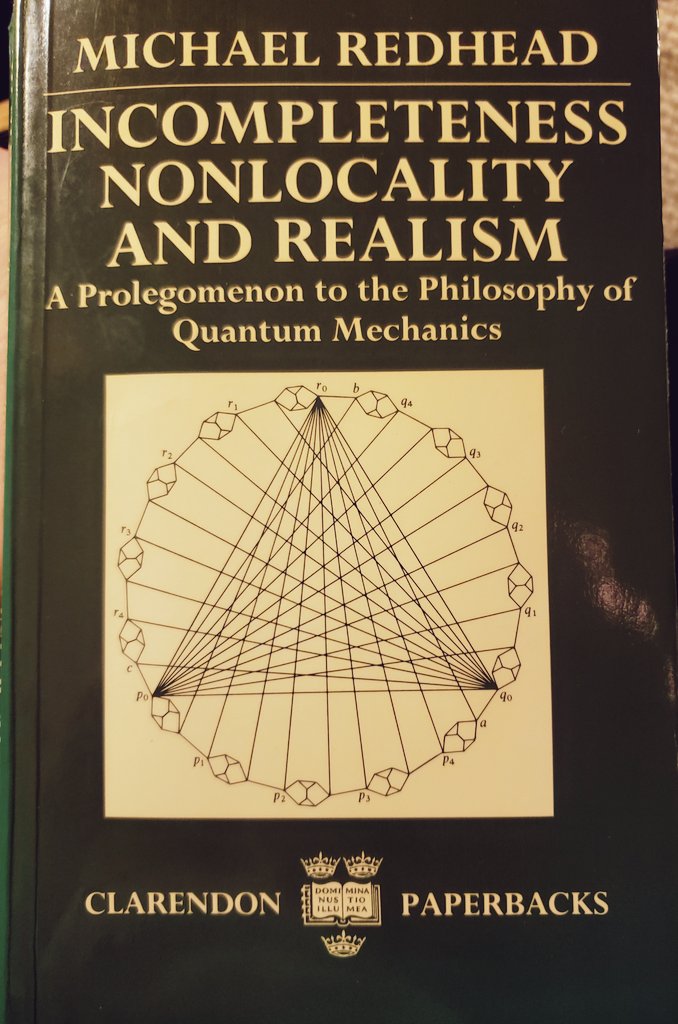 MICHAEL REDHEAD
INCOMPLETENESS
NONLOCALITY
AND REALISM
A Prolegomenon to the Philosophy of
Quantum Mechanics
r0
b
q4
r1
q3
r2
q2
r3
q1
r4
c
p0
q0
a
p1
p4
p2
p3
CLARENDON
DOMI MINA
NUS TIO
ILLU MEA
PAPERBACKS